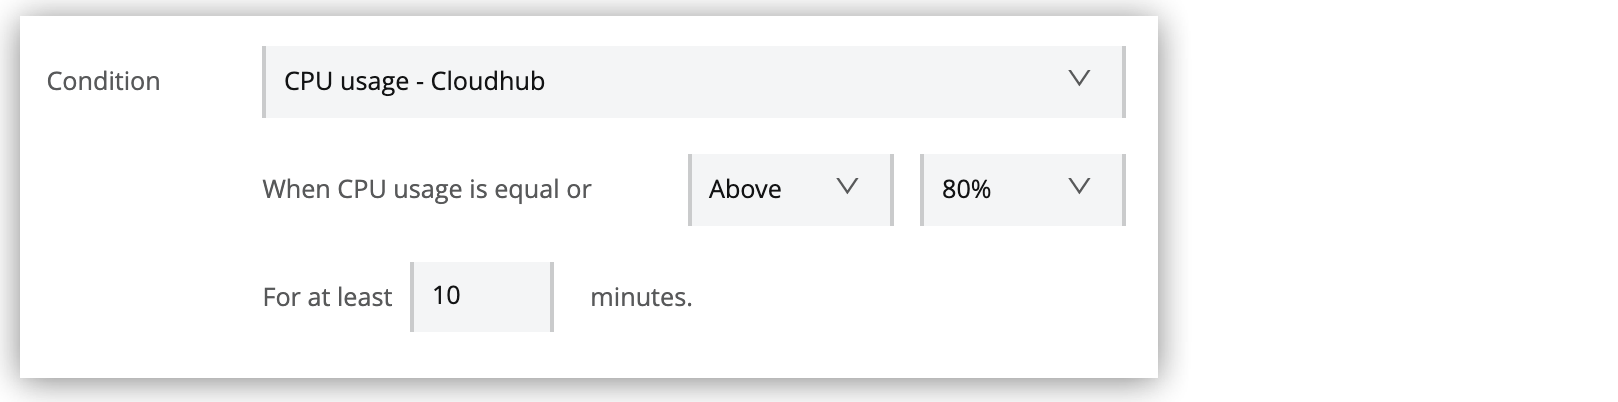 Condition CPU usage - Cloudhub
When CPU usage is equal or Above 80%
For at least 10 minutes.